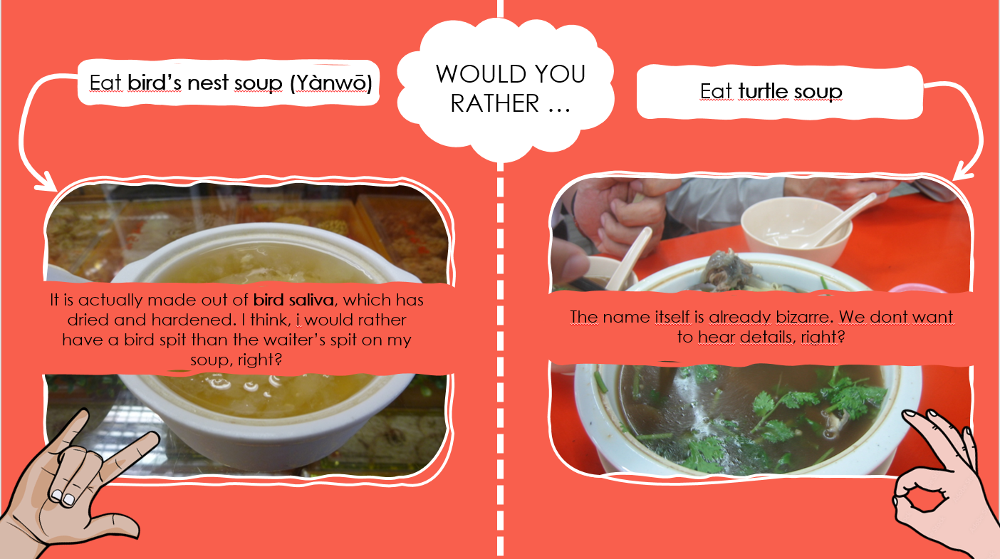 WOULD YOU
RATHER …
Eat bird’s nest soup (Yànwō)
It is actually made out of bird saliva, which has
dried and hardened. I think, i would rather
have a bird spit than the waiter’s spit on my
soup, right?
Eat turtle soup
The name itself is already bizarre. We dont want
to hear details, right?